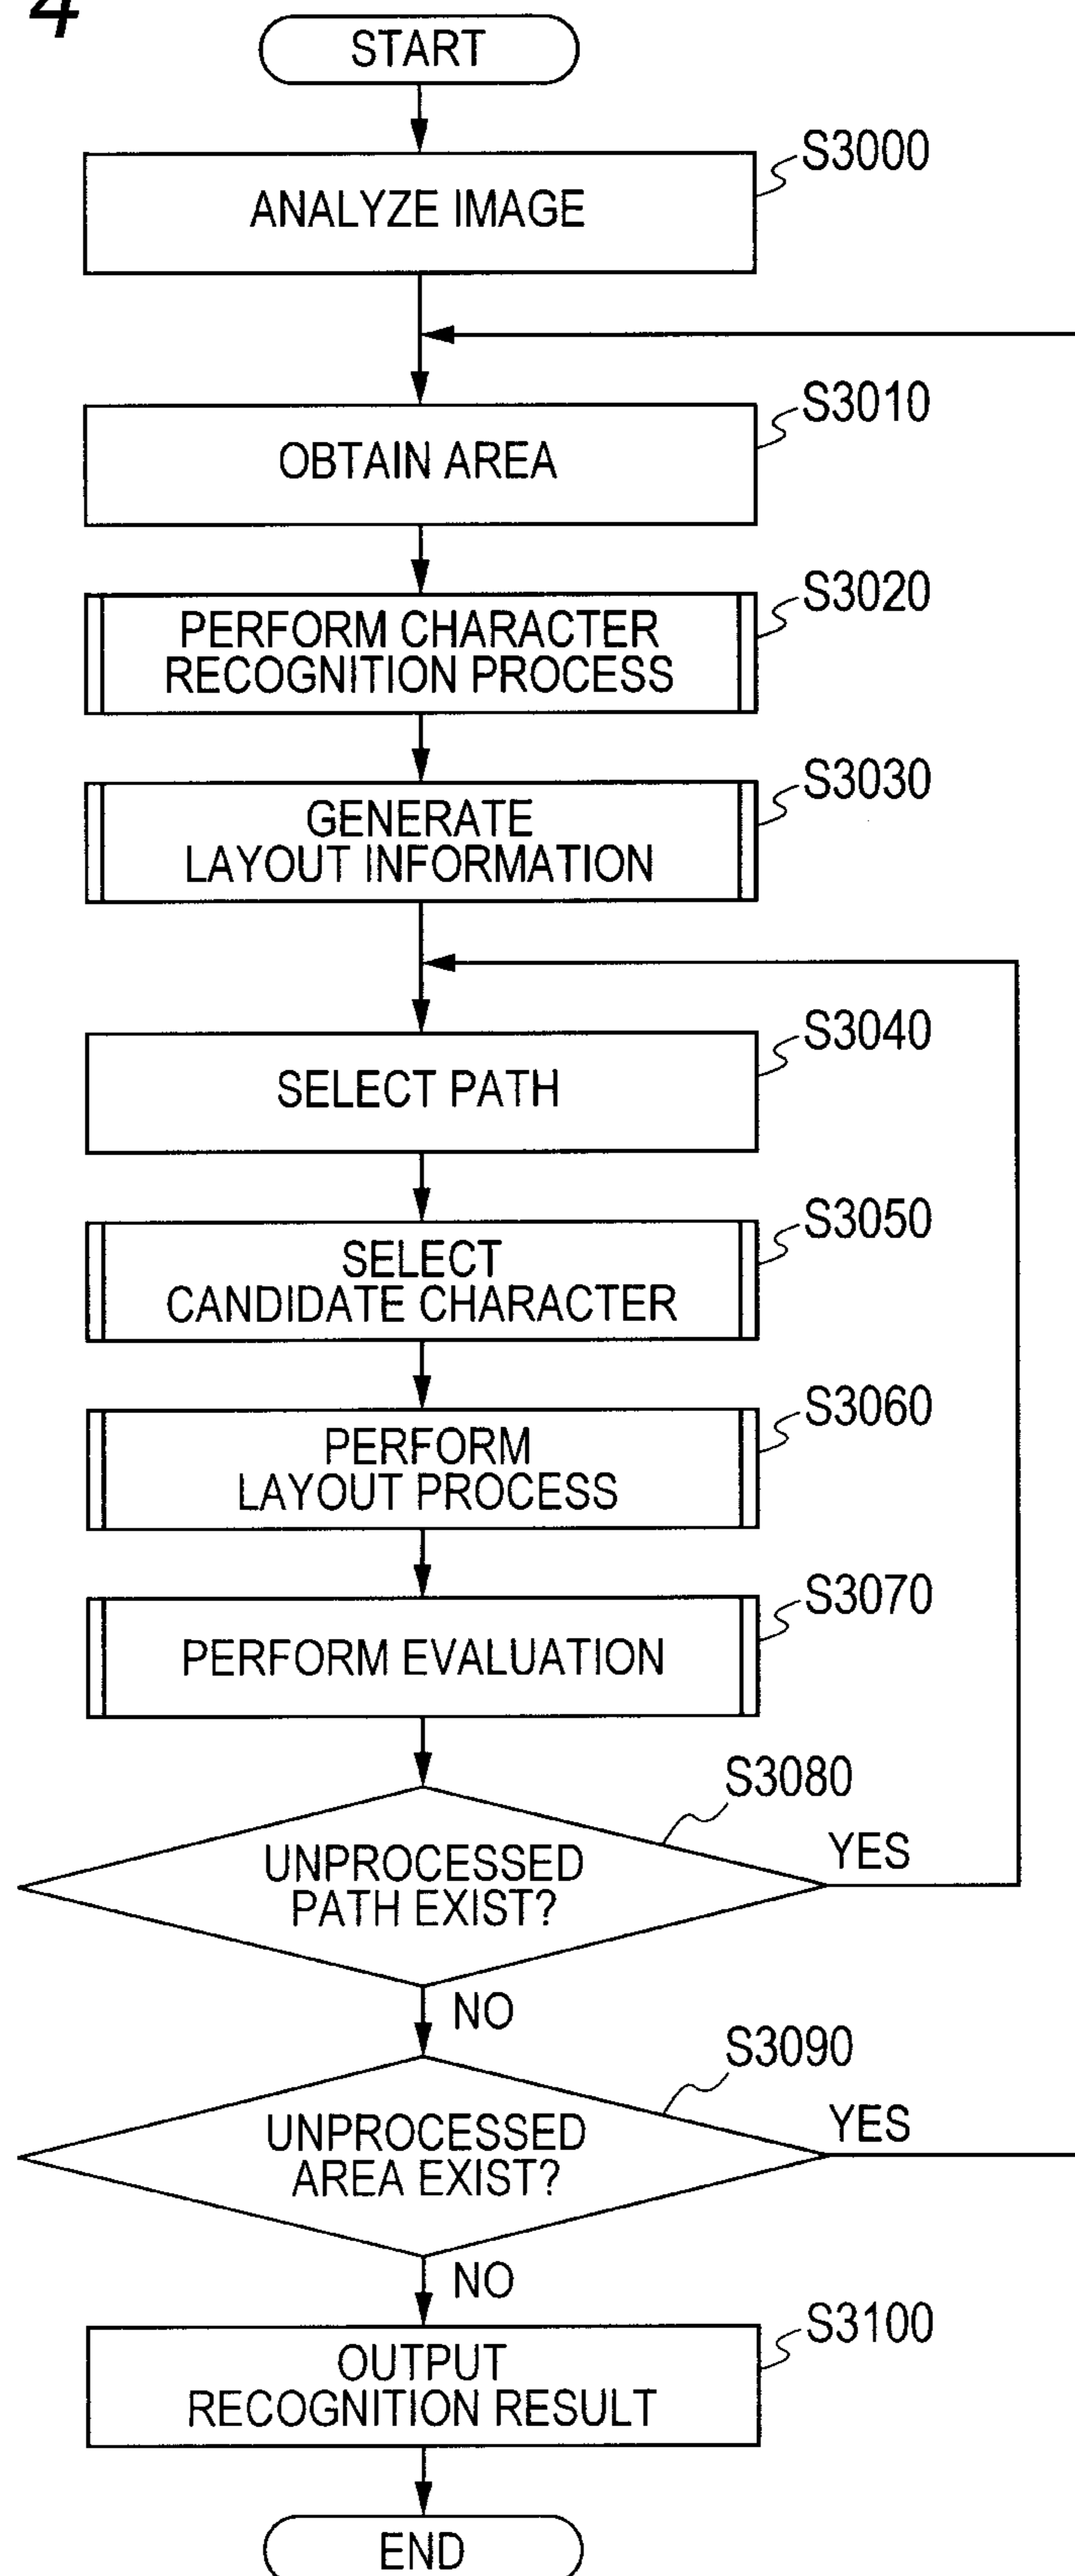 4
START
S3000
ANALYZE IMAGE
S3010
OBTAIN AREA
S3020
PERFORM CHARACTER
RECOGNITION PROCESS
S3030
GENERATE
LAYOUT INFORMATION
S3040
SELECT PATH
S3050
SELECT
CANDIDATE CHARACTER
S3060
PERFORM
LAYOUT PROCESS
S3070
PERFORM EVALUATION
S3080
UNPROCESSED
PATH EXIST?
YES
NO
S3090
UNPROCESSED
AREA EXIST?
YES
NO
S3100
OUTPUT
RECOGNITION RESULT
END